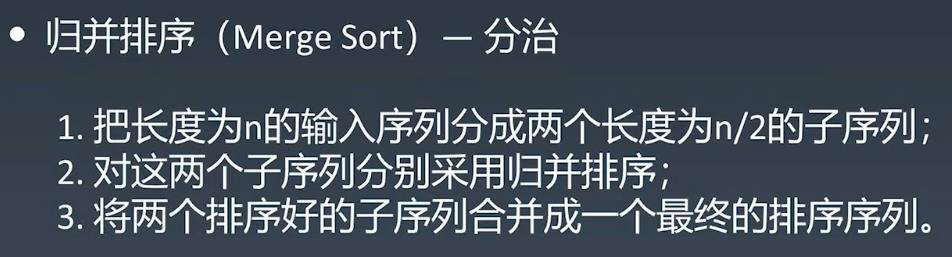 • 归并排序（Merge Sort）— 分治
1. 把长度为n的输入序列分成两个长度为n/2的子序列；
2. 对这两个子序列分别采用归并排序；
3. 将两个排序好的子序列合并成一个最终的排序序列。